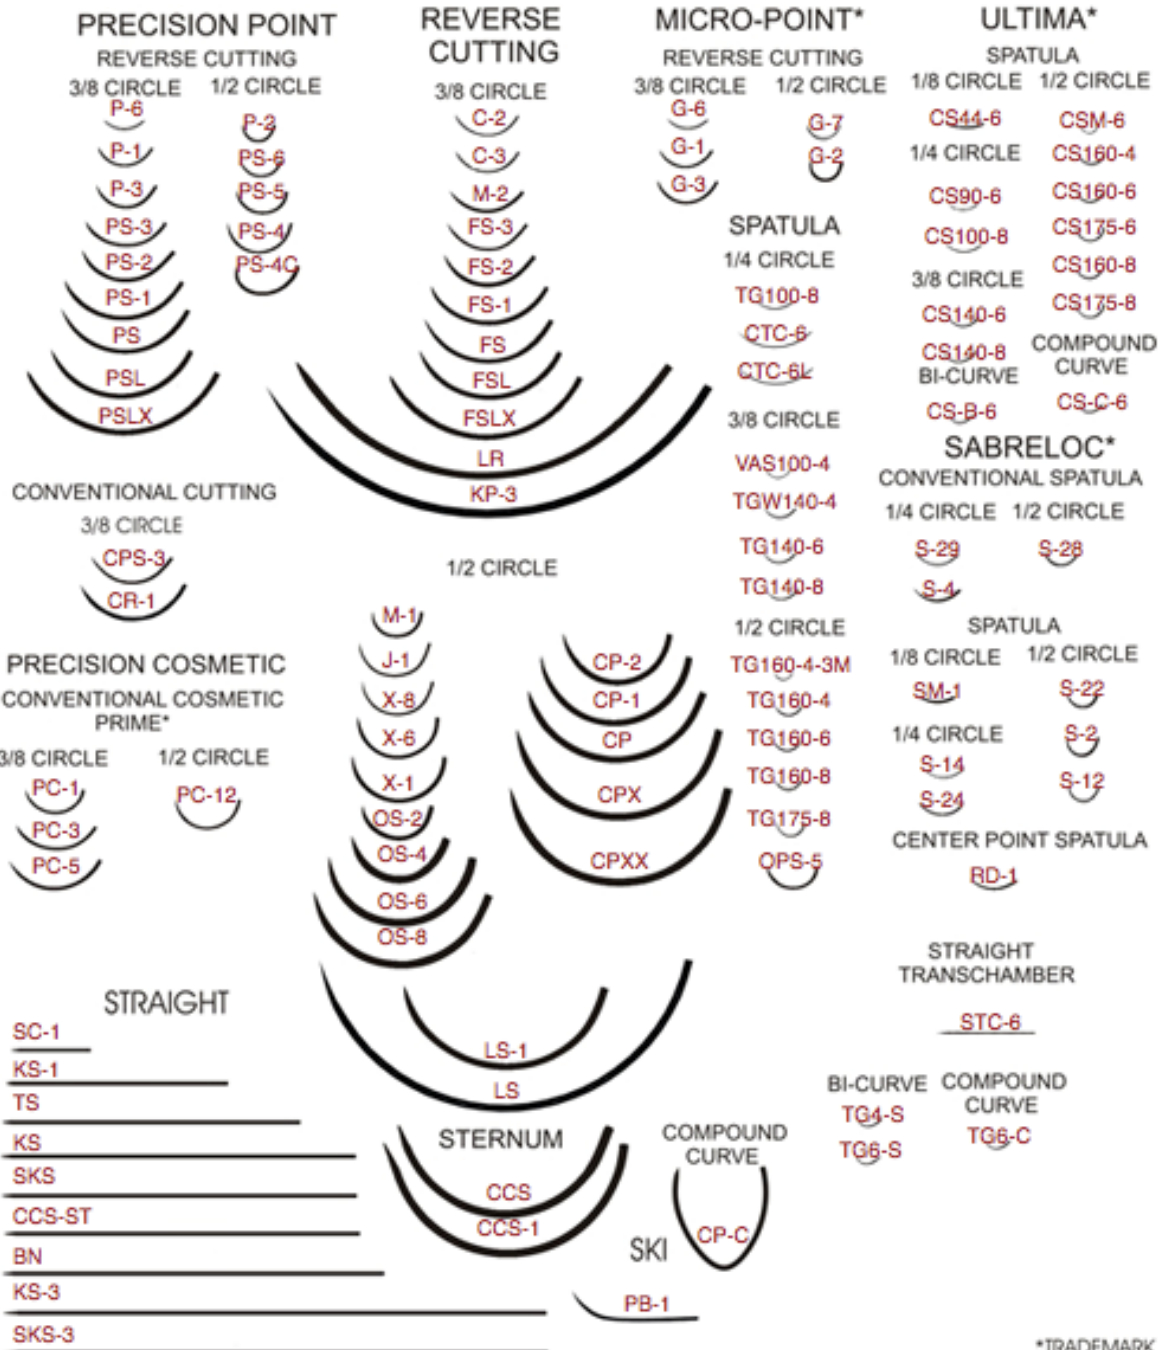 PRECISION POINT
REVERSE CUTTING
3/8 CIRCLE
P-6
P-1
P-3
PS-3
PS-2
PS-1
PS
PSL
PSLX
1/2 CIRCLE
P-2
PS-6
PS-5
PS-4
PS-4C
CONVENTIONAL CUTTING
3/8 CIRCLE
CPS-3
CR-1
PRECISION COSMETIC
CONVENTIONAL COSMETIC
PRIME*
3/8 CIRCLE
PC-1
PC-3
PC-5
1/2 CIRCLE
PC-12
STRAIGHT
SC-1
KS-1
TS
KS
SKS
CCS-ST
BN
KS-3
SKS-3
REVERSE
CUTTING
3/8 CIRCLE
C-2
C-3
M-2
FS-3
FS-2
FS-1
FS
FSL
FSLX
LR
KP-3
1/2 CIRCLE
M-1
J-1
X-8
X-6
X-1
OS-2
OS-4
OS-6
OS-8
CP-2
CP-1
CP
CPX
CPXX
LS-1
LS
STERNUM
CCS
CCS-1
COMPOUND
CURVE
CP-C
SKI
PB-1
MICRO-POINT*
REVERSE CUTTING
3/8 CIRCLE
G-6
G-1
G-3
1/2 CIRCLE
G-7
G-2
SPATULA
1/4 CIRCLE
TG100-8
CTC-6
CTC-6L
3/8 CIRCLE
VAS100-4
TGW140-4
TG140-6
TG140-8
1/2 CIRCLE
TG160-4-3M
TG160-4
TG160-6
TG160-8
TG175-8
OPS-5
ULTIMA*
SPATULA
1/8 CIRCLE
CS44-6
1/4 CIRCLE
CS90-6
CS100-8
3/8 CIRCLE
CS140-6
CS140-8
BI-CURVE
CS-B-6
1/2 CIRCLE
CSM-6
CS160-4
CS160-6
CS175-6
CS160-8
CS175-8
COMPOUND
CURVE
CS-C-6
SABRELOC*
CONVENTIONAL SPATULA
1/4 CIRCLE
S-29
S-4
1/2 CIRCLE
S-28
SPATULA
1/8 CIRCLE
SM-1
1/4 CIRCLE
S-14
S-24
1/2 CIRCLE
S-22
S-2
S-12
CENTER POINT SPATULA
RD-1
STRAIGHT
TRANSCHAMBER
STC-6
BI-CURVE
TG4-S
TG6-S
COMPOUND
CURVE
TG6-C
*TRADEMARK